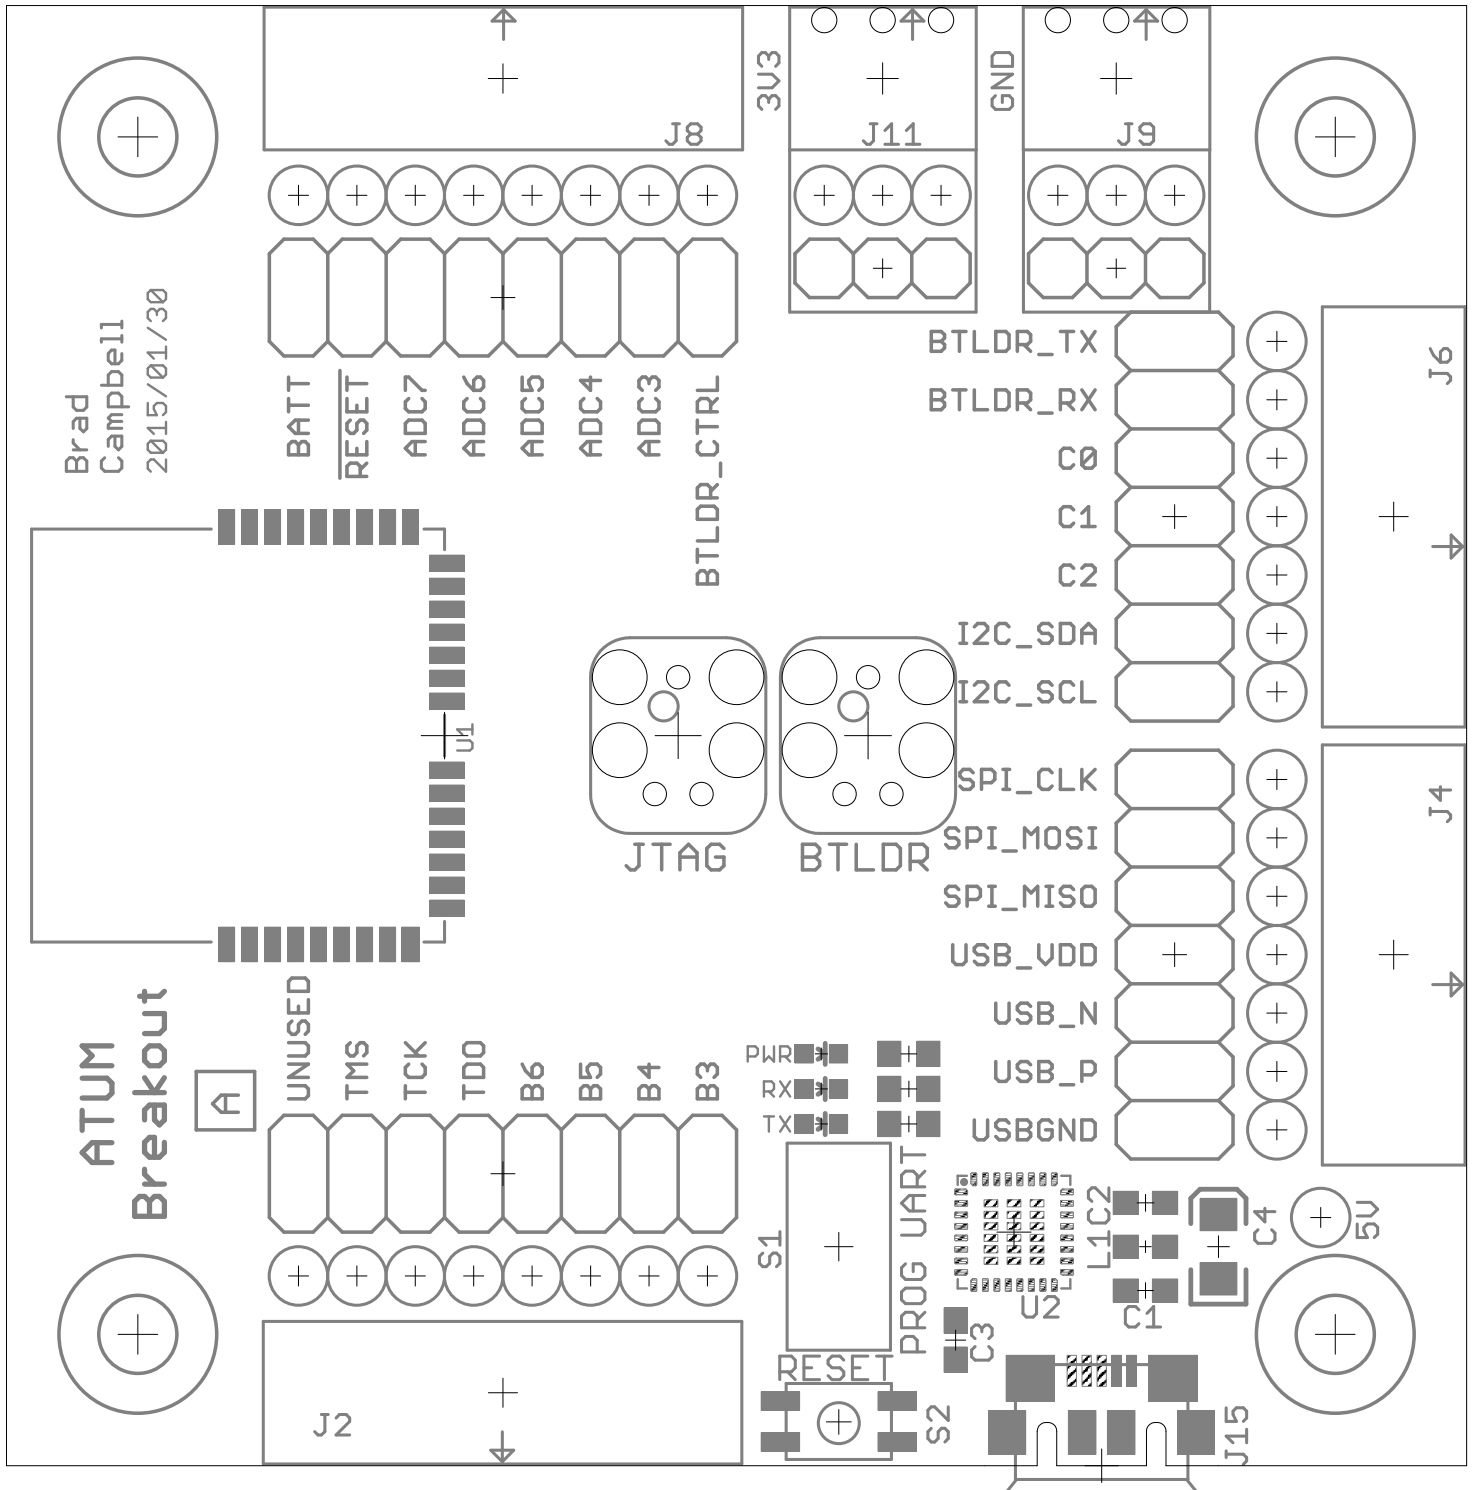 3V3
GND
J8
J11
J9
Brad
Campbell
2015/01/30
BATT
RESET
ADC7
ADC6
ADC5
ADC4
ADC3
BTLDR_CTRL
BTLDR_TX
BTLDR_RX
C0
C1
C2
I2C_SDA
I2C_SCL
J6
U1
JTAG
BTLDR
SPI_CLK
SPI_MOSI
SPI_MISO
USB_VDD
USB_N
USB_P
USBGND
J4
ATUM
Breakout
A
UNUSED
TMS
TCK
TDO
B6
B5
B4
B3
PWR
RX
TX
S1
PROG UART
U2
L1
C2
C1
C4
5V
C3
RESET
S2
J2
J15